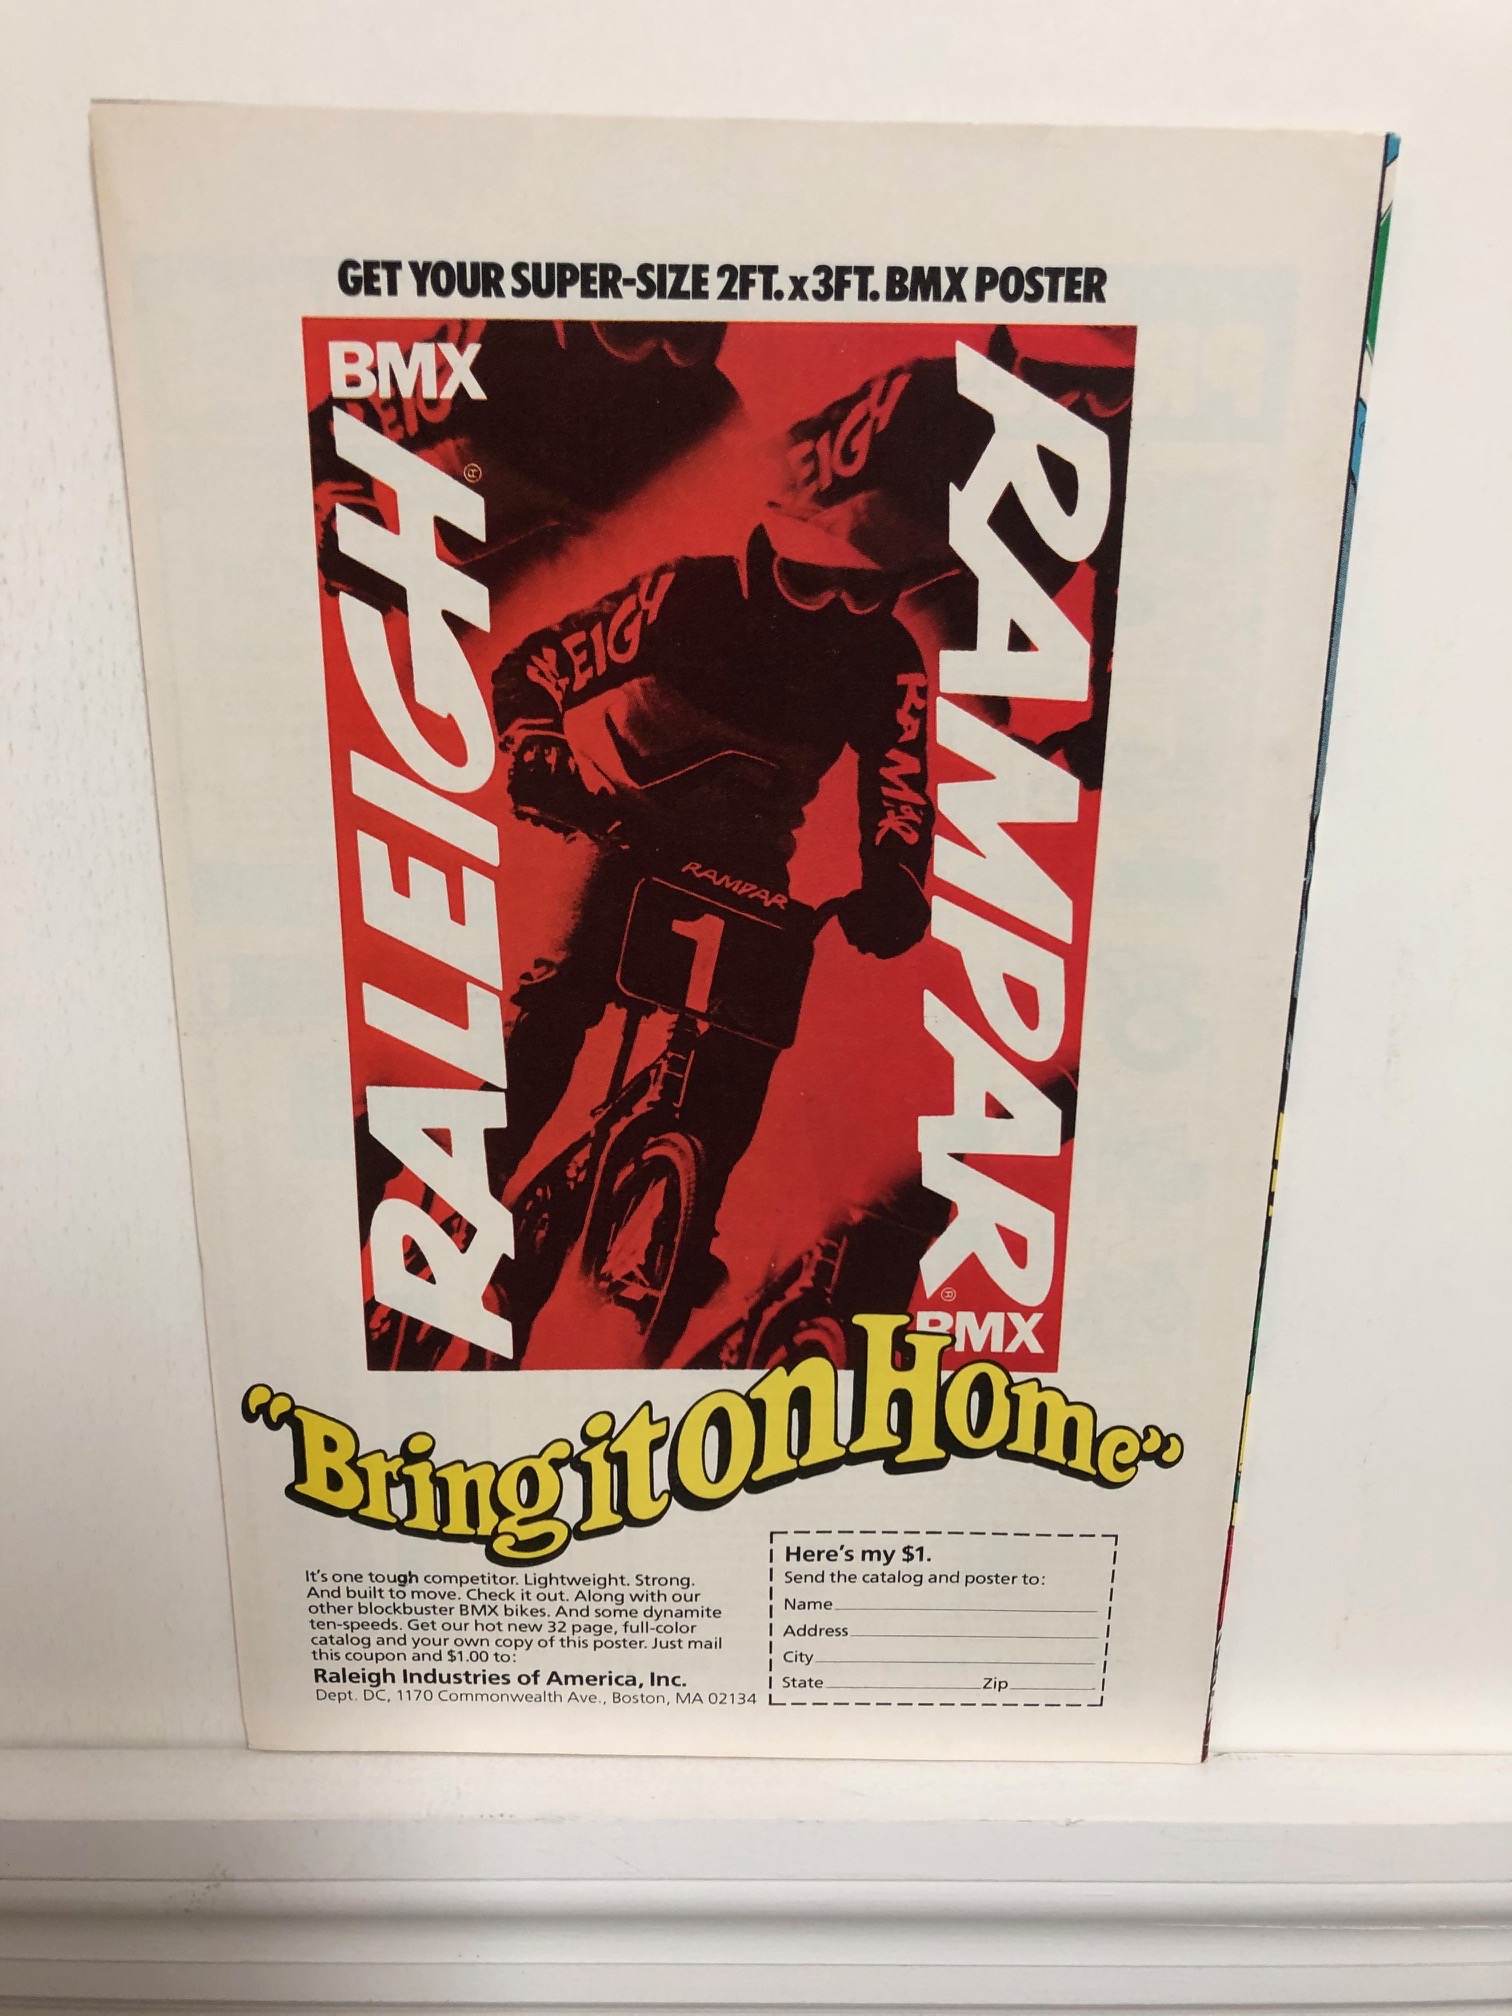 GET YOUR SUPER-SIZE 2FT. x 3FT. BMX POSTER
BMX
RALEIGH®
RAMPAR®
BMX
EIGH
LEIGH
RAMPAR
RAMPAR
1
"Bring it on Home"
It's one tough competitor. Lightweight. Strong.
And built to move. Check it out. Along with our
other blockbuster BMX bikes. And some dynamite
ten-speeds. Get our hot new 32 page, full-color
catalog and your own copy of this poster. Just mail
this coupon and $1.00 to:
Raleigh Industries of America, Inc.
Dept. DC, 1170 Commonwealth Ave., Boston, MA 02134
Here's my $1.
Send the catalog and poster to:
Name
Address
City
State Zip